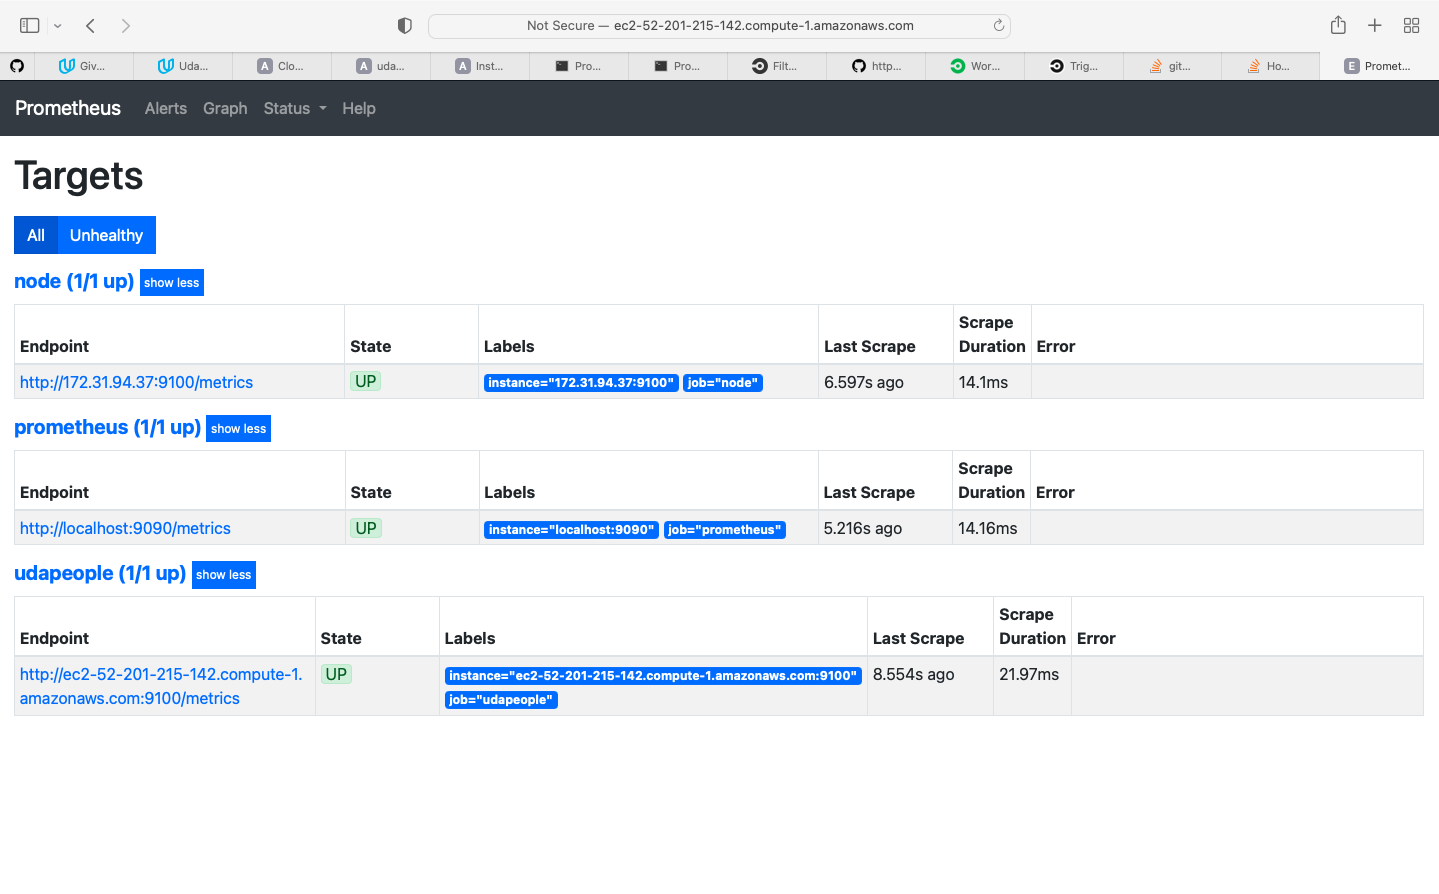 Not Secure — ec2-52-201-215-142.compute-1.amazonaws.com
Giv... Uda... A Clo... A uda... A Inst... Pro... Pro... Filt... http... Wor... Trig... git... Ho... E Promet...
Prometheus Alerts Graph Status Help
Targets
All Unhealthy
node (1/1 up) show less
Endpoint State Labels Last Scrape Scrape Duration Error
http://172.31.94.37:9100/metrics UP instance="172.31.94.37:9100" job="node" 6.597s ago 14.1ms
prometheus (1/1 up) show less
Endpoint State Labels Last Scrape Scrape Duration Error
http://localhost:9090/metrics UP instance="localhost:9090" job="prometheus" 5.216s ago 14.16ms
udapeople (1/1 up) show less
Endpoint State Labels Last Scrape Scrape Duration Error
http://ec2-52-201-215-142.compute-1. UP instance="ec2-52-201-215-142.compute-1.amazonaws.com:9100" 8.554s ago 21.97ms
amazonaws.com:9100/metrics job="udapeople"